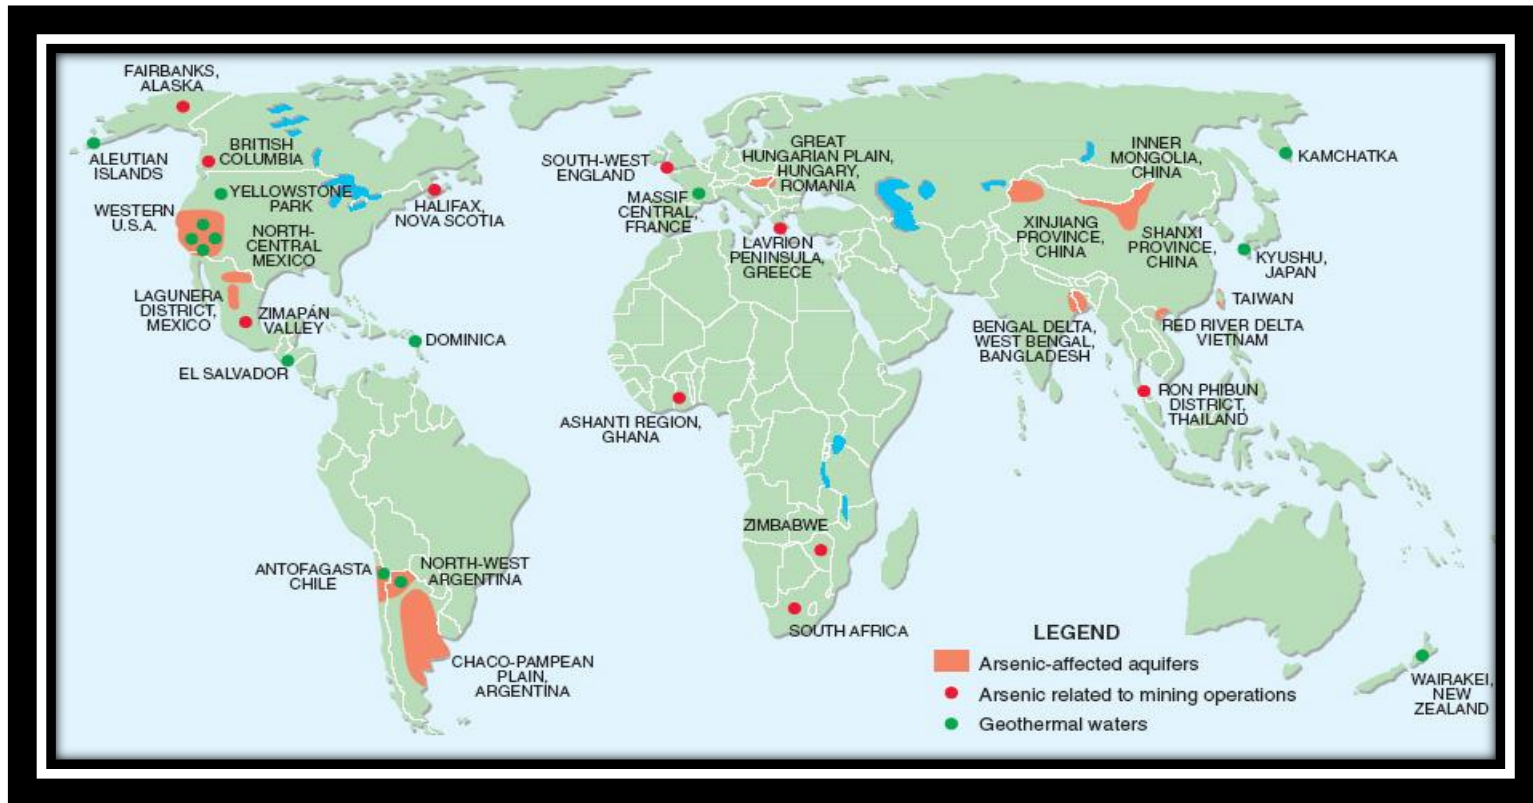 FAIRBANKS,
ALASKA
ALEUTIAN
ISLANDS
BRITISH
COLUMBIA
YELLOWSTONE
PARK
HALIFAX,
NOVA SCOTIA
WESTERN
U.S.A.
NORTH-
CENTRAL
MEXICO
LAGUNERA
DISTRICT,
MEXICO
ZIMAPÁN
VALLEY
DOMINICA
EL SALVADOR
ANTOFAGASTA
CHILE
NORTH-WEST
ARGENTINA
CHACO-PAMPEAN
PLAIN,
ARGENTINA
SOUTH-WEST
ENGLAND
MASSIF
CENTRAL,
FRANCE
GREAT
HUNGARIAN PLAIN,
HUNGARY,
ROMANIA
LAVRION
PENINSULA,
GREECE
ASHANTI REGION,
GHANA
ZIMBABWE
SOUTH AFRICA
INNER
MONGOLIA,
CHINA
KAMCHATKA
XINJIANG
PROVINCE,
CHINA
SHANXI
PROVINCE,
CHINA
KYUSHU,
JAPAN
TAIWAN
BENGAL DELTA,
WEST BENGAL,
BANGLADESH
RED RIVER DELTA
VIETNAM
RON PHIBUN
DISTRICT,
THAILAND
WAIRAKEI,
NEW
ZEALAND
LEGEND
Arsenic-affected aquifers
Arsenic related to mining operations
Geothermal waters